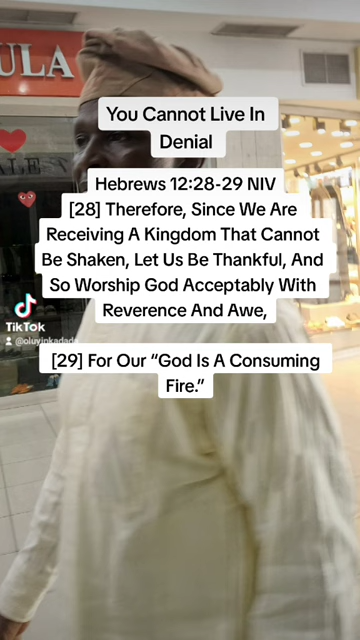 ULA
You Cannot Live In
Denial
ALE
Hebrews 12:28-29 NIV
[28] Therefore, Since We Are
Receiving A Kingdom That Cannot
Be Shaken, Let Us Be Thankful, And
So Worship God Acceptably With
Reverence And Awe,
TikTok
[29] For Our “God Is A Consuming
Fire.”